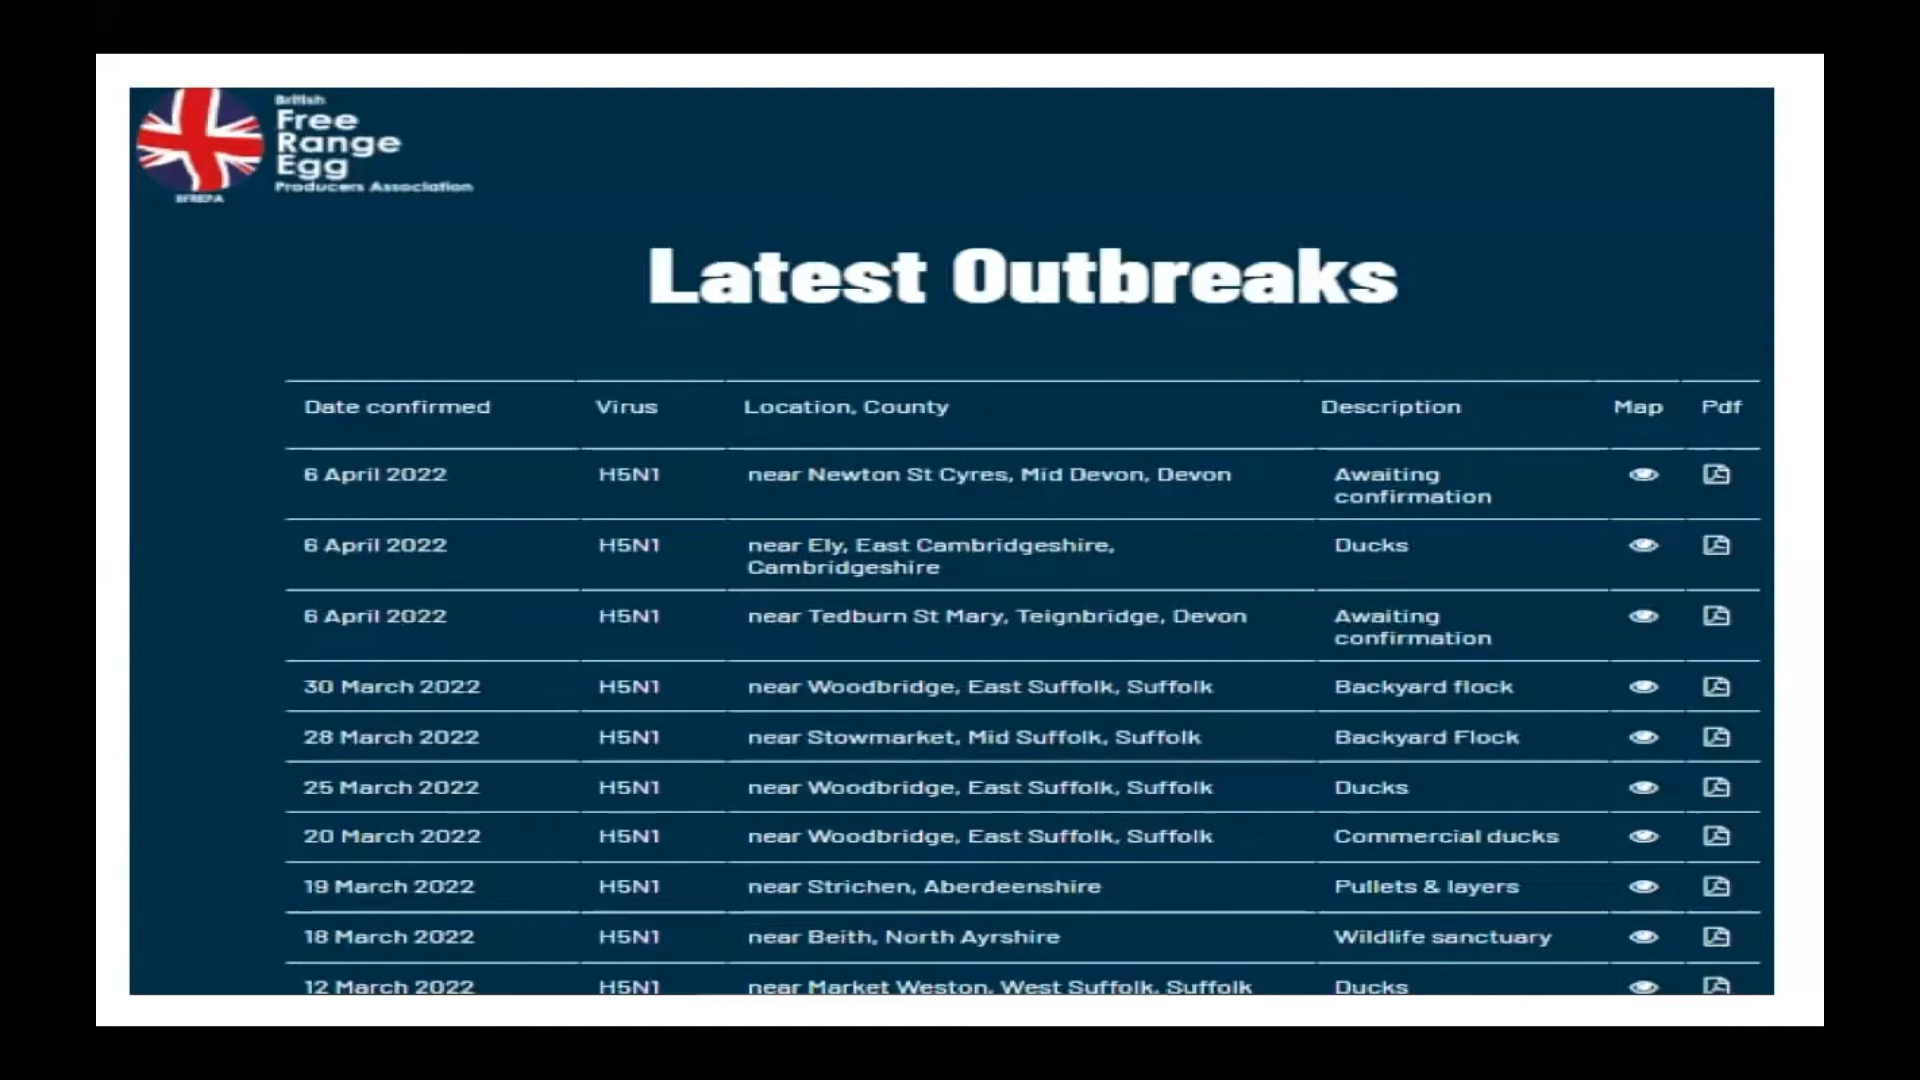 British
Free
Range
Egg
Producers Association
BFREPA
Latest Outbreaks
Date confirmed Virus Location, County Description Map Pdf
6 April 2022 H5N1 near Newton St Cyres, Mid Devon, Devon Awaiting
confirmation
6 April 2022 H5N1 near Ely, East Cambridgeshire, Ducks
Cambridgeshire
6 April 2022 H5N1 near Tedburn St Mary, Teignbridge, Devon Awaiting
confirmation
30 March 2022 H5N1 near Woodbridge, East Suffolk, Suffolk Backyard flock
28 March 2022 H5N1 near Stowmarket, Mid Suffolk, Suffolk Backyard Flock
25 March 2022 H5N1 near Woodbridge, East Suffolk, Suffolk Ducks
20 March 2022 H5N1 near Woodbridge, East Suffolk, Suffolk Commercial ducks
19 March 2022 H5N1 near Strichen, Aberdeenshire Pullets & layers
18 March 2022 H5N1 near Beith, North Ayrshire Wildlife sanctuary
12 March 2022 H5N1 near Market Weston, West Suffolk, Suffolk Ducks